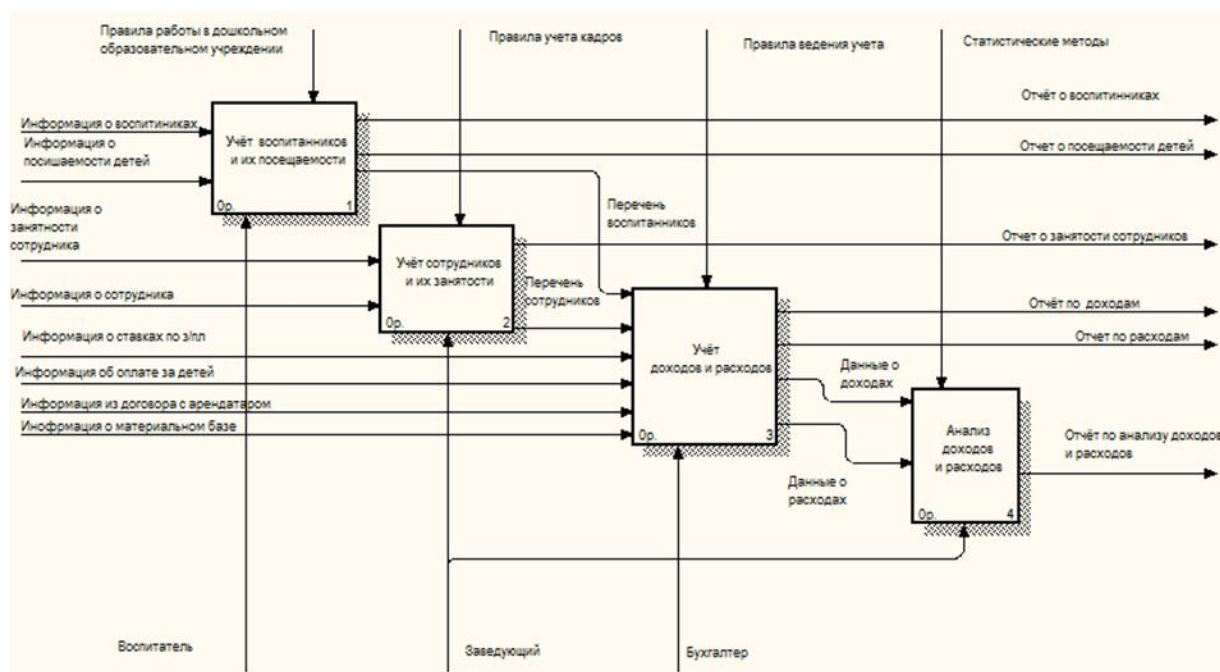 Правила работы в дошкольном
образовательном учреждении
Правила учета кадров
Правила ведения учета
Статистические методы
Информация о воспитиниках
Информация о
посишаемости детей
Учёт воспитанников
и их посещаемости
0р.
1
Отчёт о воспитинниках
Отчет о посещаемости детей
Информация о
занятности
сотрудника
Информация о сотрудника
Учёт сотрудников
и их занятости
0р.
2
Перечень
воспитанников
Перечень
сотрудников
Отчет о занятости сотрудников
Информация о ставках по з/пл
Информация об оплате за детей
Информация из договора с арендатаром
Инофрмация о материальном базе
Учёт
доходов и расходов
0р.
3
Отчёт по доходам
Отчет по расходам
Данные о
доходах
Данные о
расходах
Анализ
доходов
и расходов
0р.
4
Отчёт по анализу доходов
и расходов
Воспитатель
Заведующий
Бухгалтер